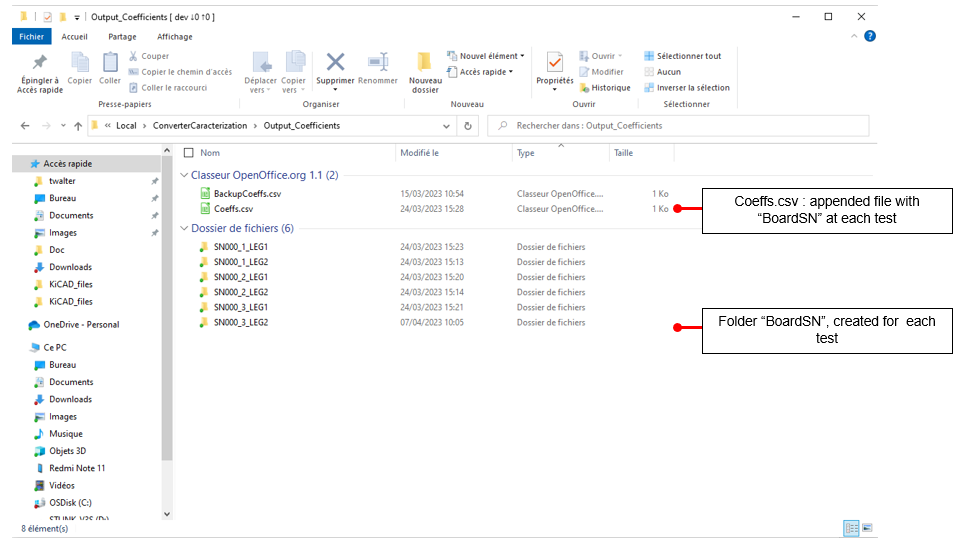 Output_Coefficients [ dev ↓0 ↑0 ]
Fichier Accueil Partage Affichage
Épingler à Accès rapide
Copier
Coller
Couper
Copier le chemin d'accès
Coller le raccourci
Presse-papiers
Déplacer vers
Copier vers
Supprimer
Renommer
Organiser
Nouveau dossier
Nouvel élément
Accès rapide
Nouveau
Propriétés
Ouvrir
Modifier
Historique
Ouvrir
Sélectionner tout
Aucun
Inverser la sélection
Sélectionner
« Local > ConverterCaracterization > Output_Coefficients
Rechercher dans : Output_Coefficients
Accès rapide
twalter
Bureau
Documents
Images
Doc
Downloads
KiCAD_files
KiCAD_files
OneDrive - Personal
Ce PC
Bureau
Documents
Downloads
Images
Musique
Objets 3D
Redmi Note 11
Vidéos
OSDisk (C:)
STLINK_V3S (D:)
Nom Modifié le Type Taille
Classeur OpenOffice.org 1.1 (2)
BackupCoeffs.csv 15/03/2023 10:54 Classeur OpenOffice.... 1 Ko
Coeffs.csv 24/03/2023 15:28 Classeur OpenOffice.... 1 Ko
Dossier de fichiers (6)
SN000_1_LEG1 24/03/2023 15:23 Dossier de fichiers
SN000_1_LEG2 24/03/2023 15:13 Dossier de fichiers
SN000_2_LEG1 24/03/2023 15:20 Dossier de fichiers
SN000_2_LEG2 24/03/2023 15:14 Dossier de fichiers
SN000_3_LEG1 24/03/2023 15:21 Dossier de fichiers
SN000_3_LEG2 07/04/2023 10:05 Dossier de fichiers
Coeffs.csv : appended file with
“BoardSN” at each test
Folder “BoardSN”, created for each
test
8 élément(s)